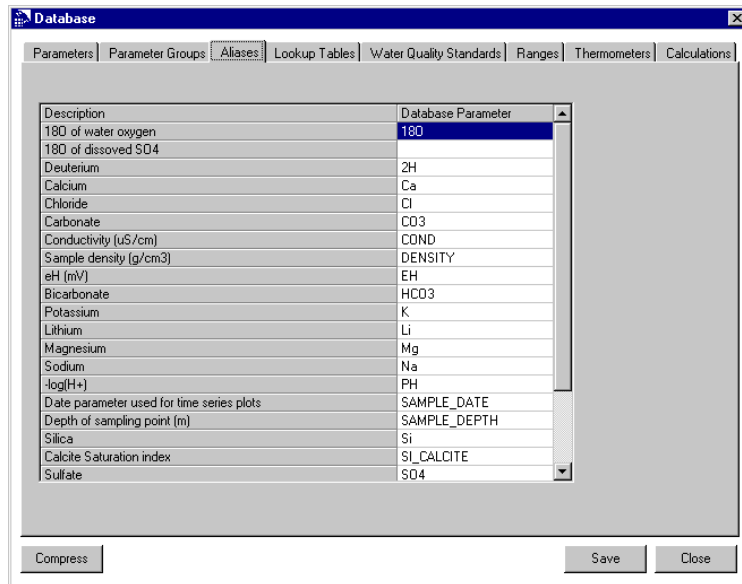 Database
Parameters Parameter Groups Aliases Lookup Tables Water Quality Standards Ranges Thermometers Calculations
Description Database Parameter
18O of water oxygen 18O
18O of dissoved SO4
Deuterium 2H
Calcium Ca
Chloride Cl
Carbonate CO3
Conductivity (uS/cm) COND
Sample density (g/cm3) DENSITY
eH (mV) EH
Bicarbonate HCO3
Potassium K
Lithium Li
Magnesium Mg
Sodium Na
-log(H+) PH
Date parameter used for time series plots SAMPLE_DATE
Depth of sampling point (m) SAMPLE_DEPTH
Silica Si
Calcite Saturation index SI_CALCITE
Sulfate SO4
Compress Save Close